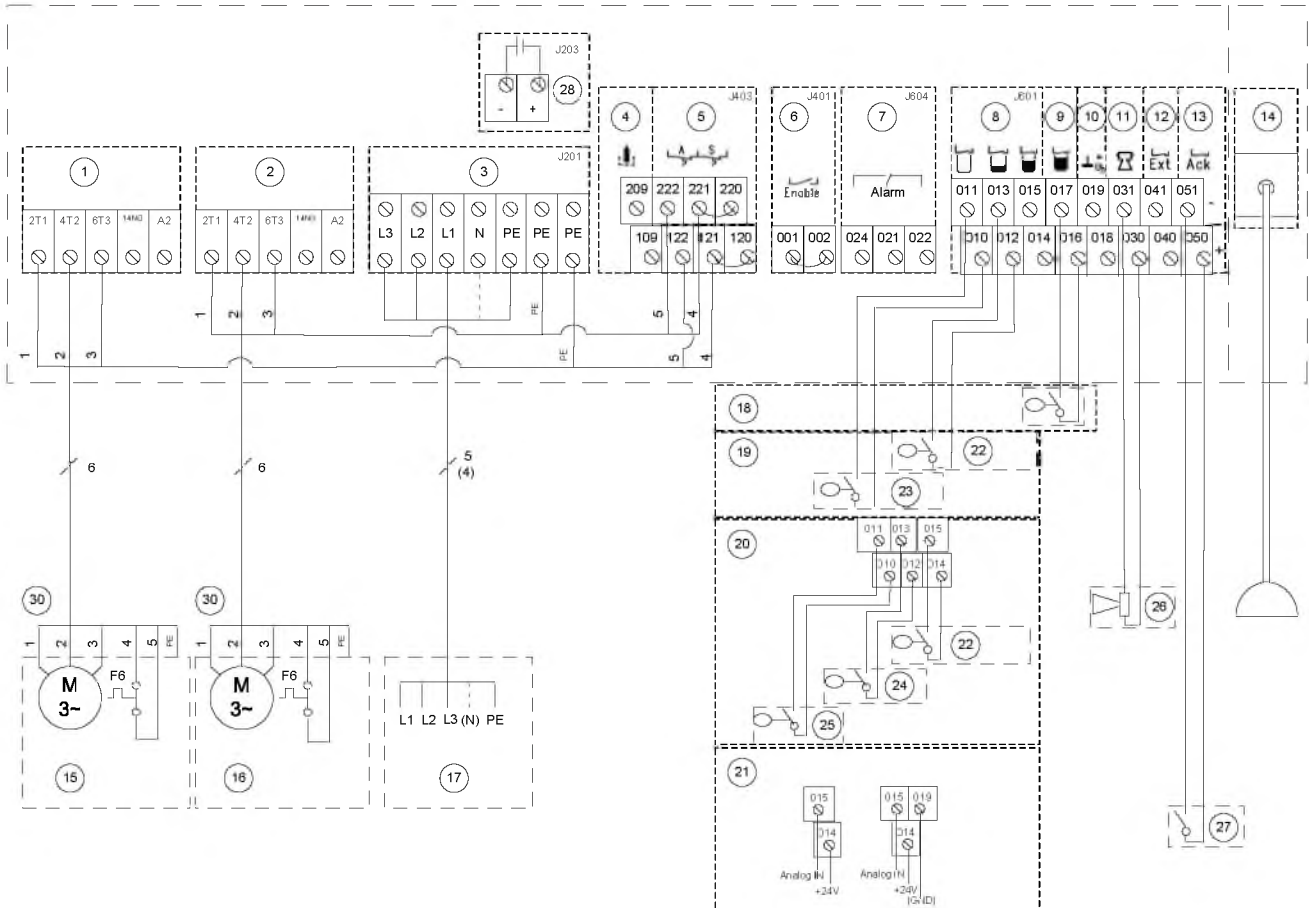 J203
- + 28
1
2T1 4T2 6T3 14NO A2
2
2T1 4T2 6T3 14NO A2
3 J201
L3 L2 L1 N PE PE PE
4 5 J403
A S
209 222 221 220
109 122 121 120
6 J401
Enable
001 002
7 J604
Alarm
024 021 022
J601
8 9 10 11 12 13
Ext Ack
011 013 015 017 019 031 041 051 -
010 012 014 016 018 030 040 050 +
14
1 2 3 PE 5 4
1 2 3 PE 5 4
18
6 6 5
(4)
19 22
23
20
011 013 015
010 012 014
22
24
25
30
1 2 3 4 5 PE
M
3~
F6
15
30
1 2 3 4 5 PE
M
3~
F6
16
L1 L2 L3 (N) PE
17
26
27
21
015
014
Analog IN
+24V
015 019
014
Analog IN
+24V
(GND)